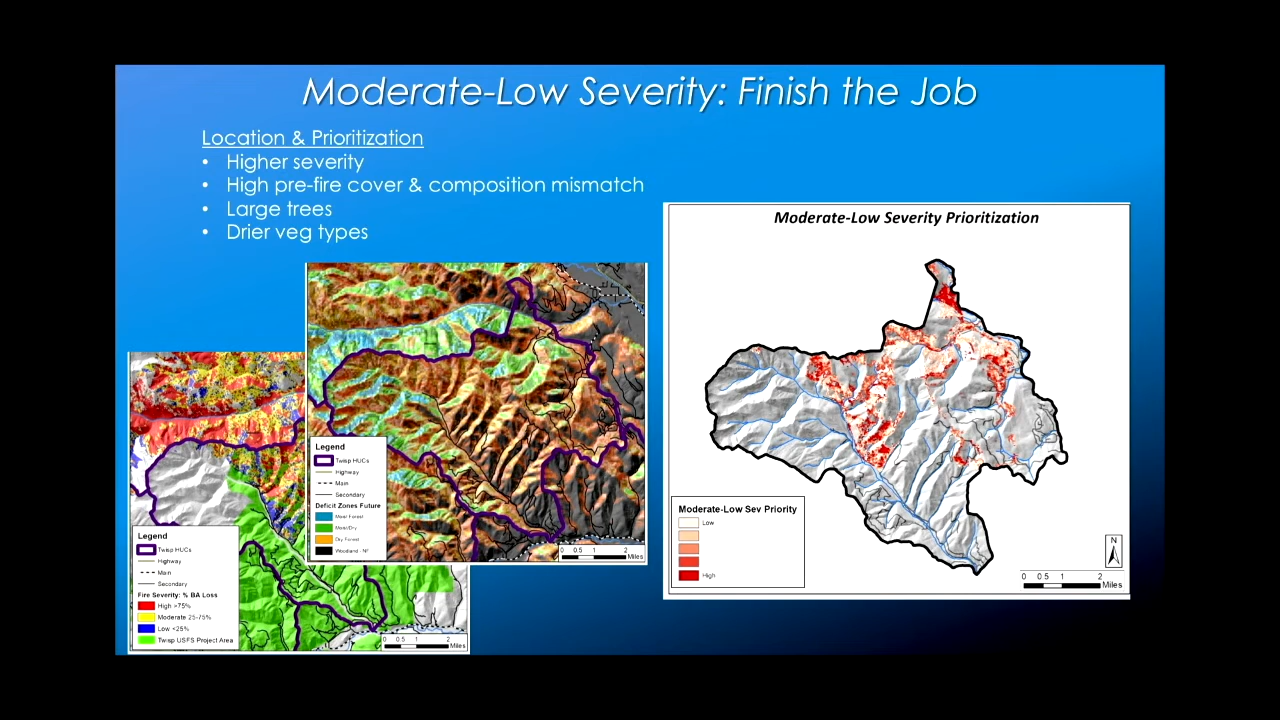 Moderate-Low Severity: Finish the Job
Location & Prioritization
• Higher severity
• High pre-fire cover & composition mismatch
• Large trees
• Drier veg types
Legend
Twisp HUCs
Highway
Main
Secondary
Fire Severity: % BA Loss
High >75%
Moderate 25-75%
Low <25%
Twisp USFS Project Area
0 0.5 1 2
Miles
Legend
Twisp HUCs
Highway
Main
Secondary
Deficit Zones Future
Moist Forest
Moist/Dry
Dry Forest
Woodland - NF
0 0.5 1 2
Miles
Moderate-Low Severity Prioritization
Moderate-Low Sev Priority
Low
High
N
0 0.5 1 2
Miles